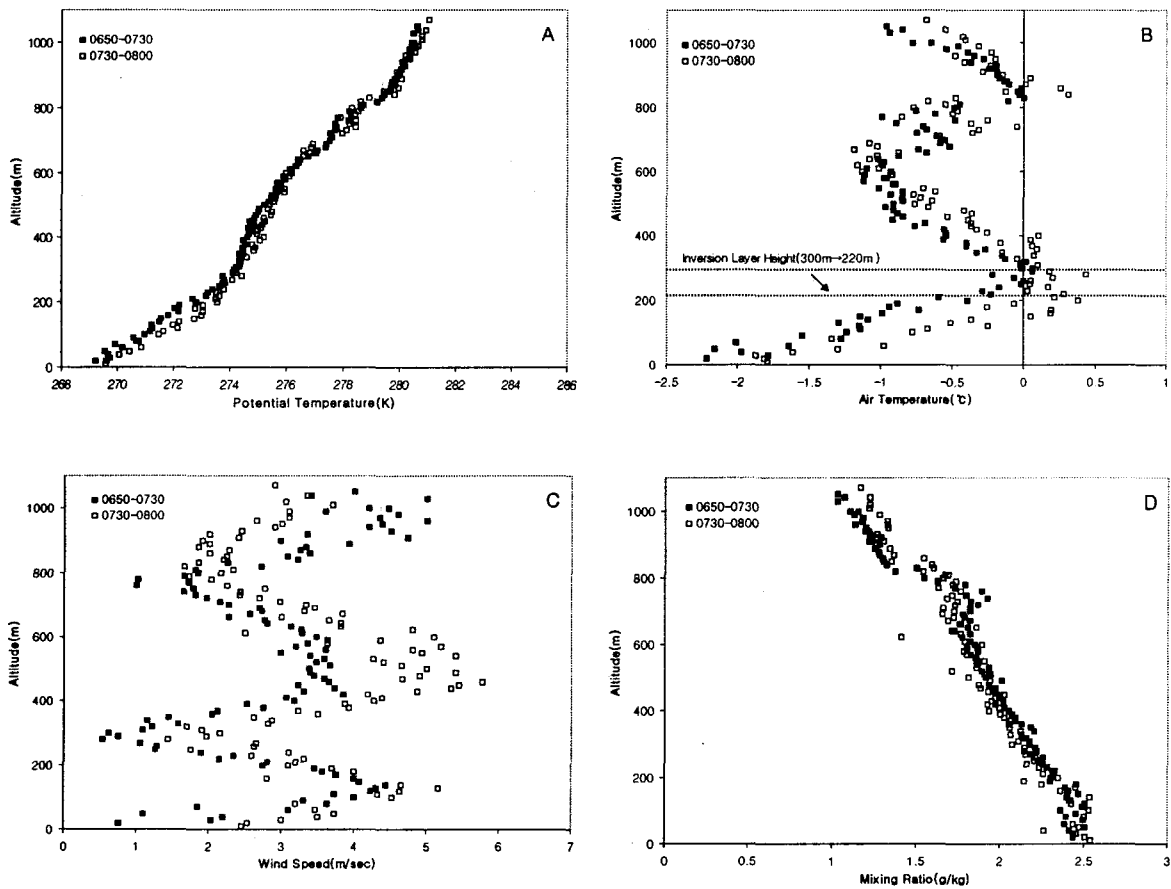 A
■ 0650-0730
□ 0730-0800
1000
800
600
400
200
0
Altitude(m)
268 270 272 274 276 278 280 282 284 286
Potential Temperature(K)
B
■ 0650-0730
□ 0730-0800
1000
800
600
400
200
0
Altitude(m)
Inversion Layer Height(300m→220m)
-2.5 -2 -1.5 -1 -0.5 0 0.5 1
Air Temperature(℃)
C
■ 0650-0730
□ 0730-0800
1000
800
600
400
200
0
Altitude(m)
0 1 2 3 4 5 6 7
Wind Speed(m/sec)
D
■ 0650-0730
□ 0730-0800
1000
800
600
400
200
0
Altitude(m)
0 0.5 1 1.5 2 2.5 3
Mixing Ratio(g/kg)